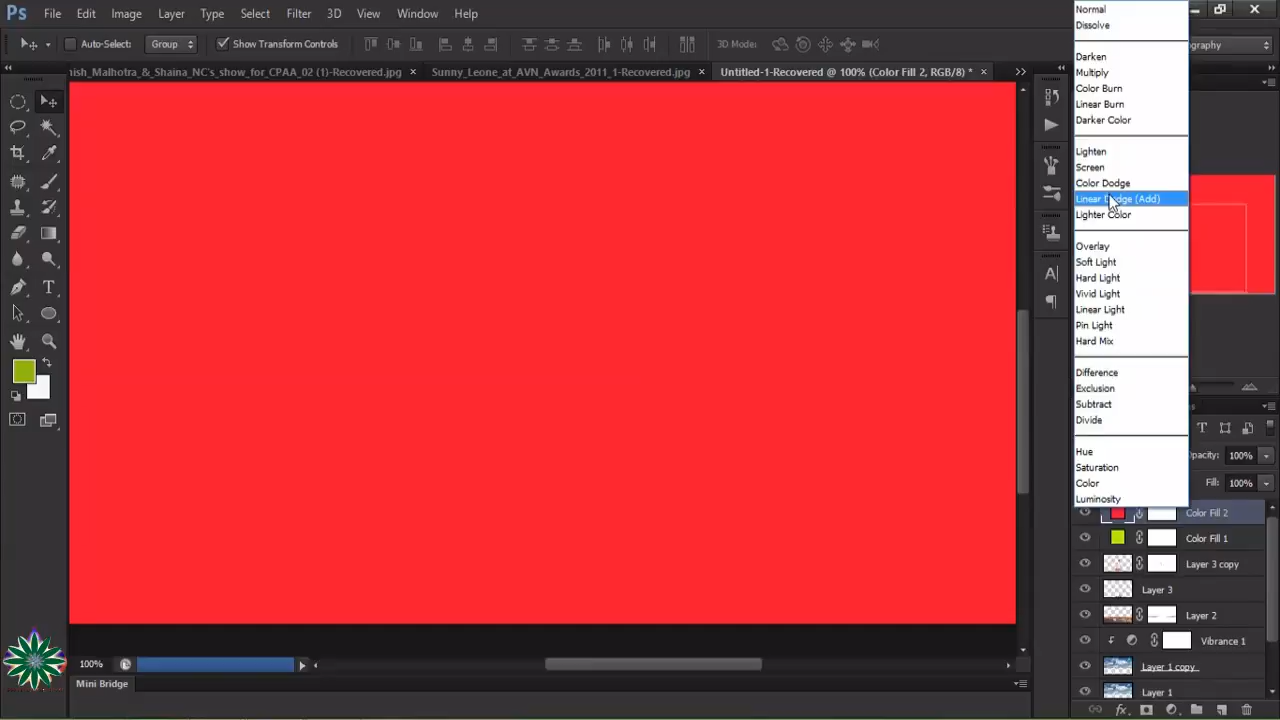 Ps File Edit Image Layer Type Select Filter 3D View Window Help
Auto-Select: Group Show Transform Controls 3D Mode: ography
nish_Malhotra_&_Shaina_NC's_show_for_CPAA_02 (1)-Recovered.jpg × Sunny_Leone_at_AVN_Awards_2011_1-Recovered.jpg × Untitled-1-Recovered @ 100% (Color Fill 2, RGB/8) * ×
Normal
Dissolve
Darken
Multiply
Color Burn
Linear Burn
Darker Color
Lighten
Screen
Color Dodge
Linear Dodge (Add)
Lighter Color
Overlay
Soft Light
Hard Light
Vivid Light
Linear Light
Pin Light
Hard Mix
Difference
Exclusion
Subtract
Divide
Hue
Saturation
Color
Luminosity
Opacity: 100%
Fill: 100%
Color Fill 2
Color Fill 1
Layer 3 copy
Layer 3
Layer 2
Vibrance 1
Layer 1 copy
Layer 1
100%
Mini Bridge